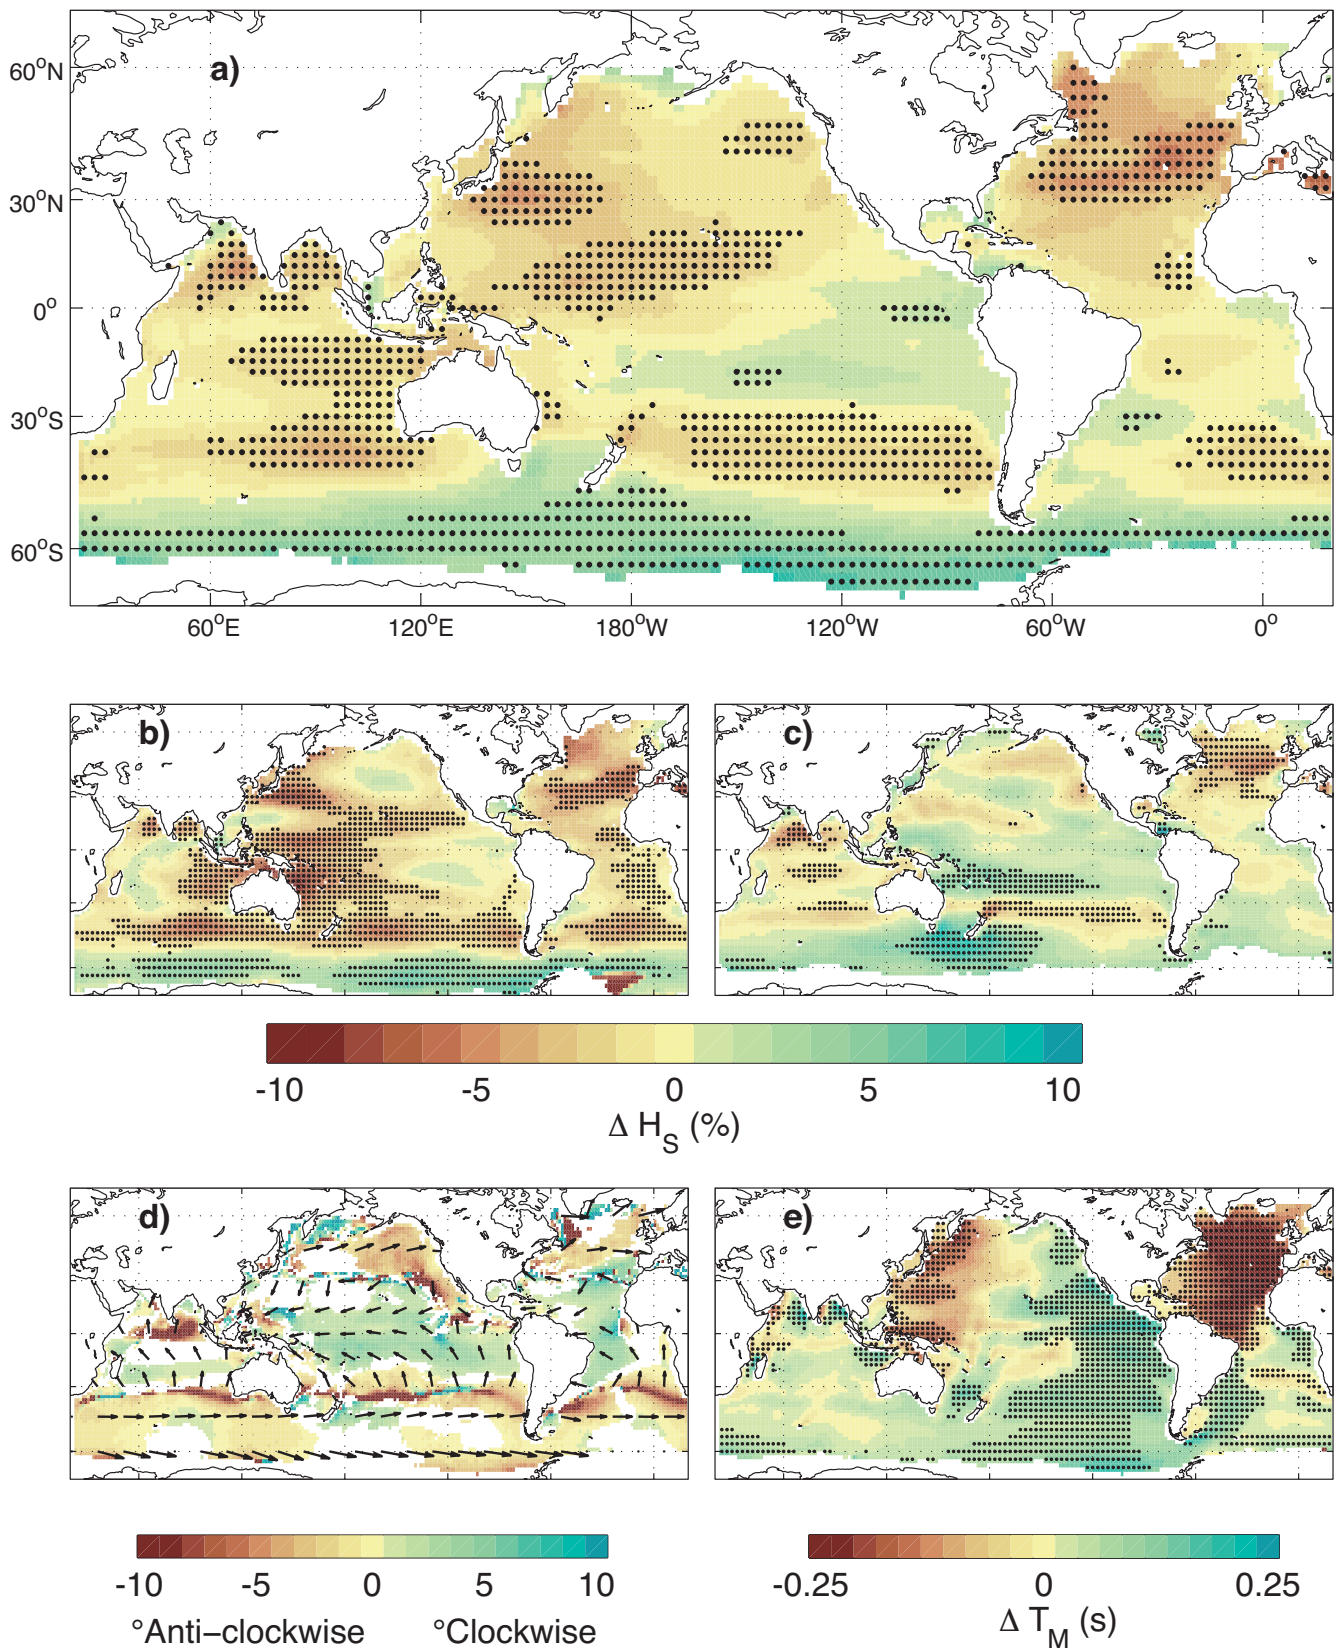 a)
60°N
30°N
0°
30°S
60°S
60°E 120°E 180°W 120°W 60°W 0°
b) c)
-10 -5 0 5 10
Δ H_S (%)
d) e)
-10 -5 0 5 10 -0.25 0 0.25
°Anti-clockwise °Clockwise Δ T_M (s)